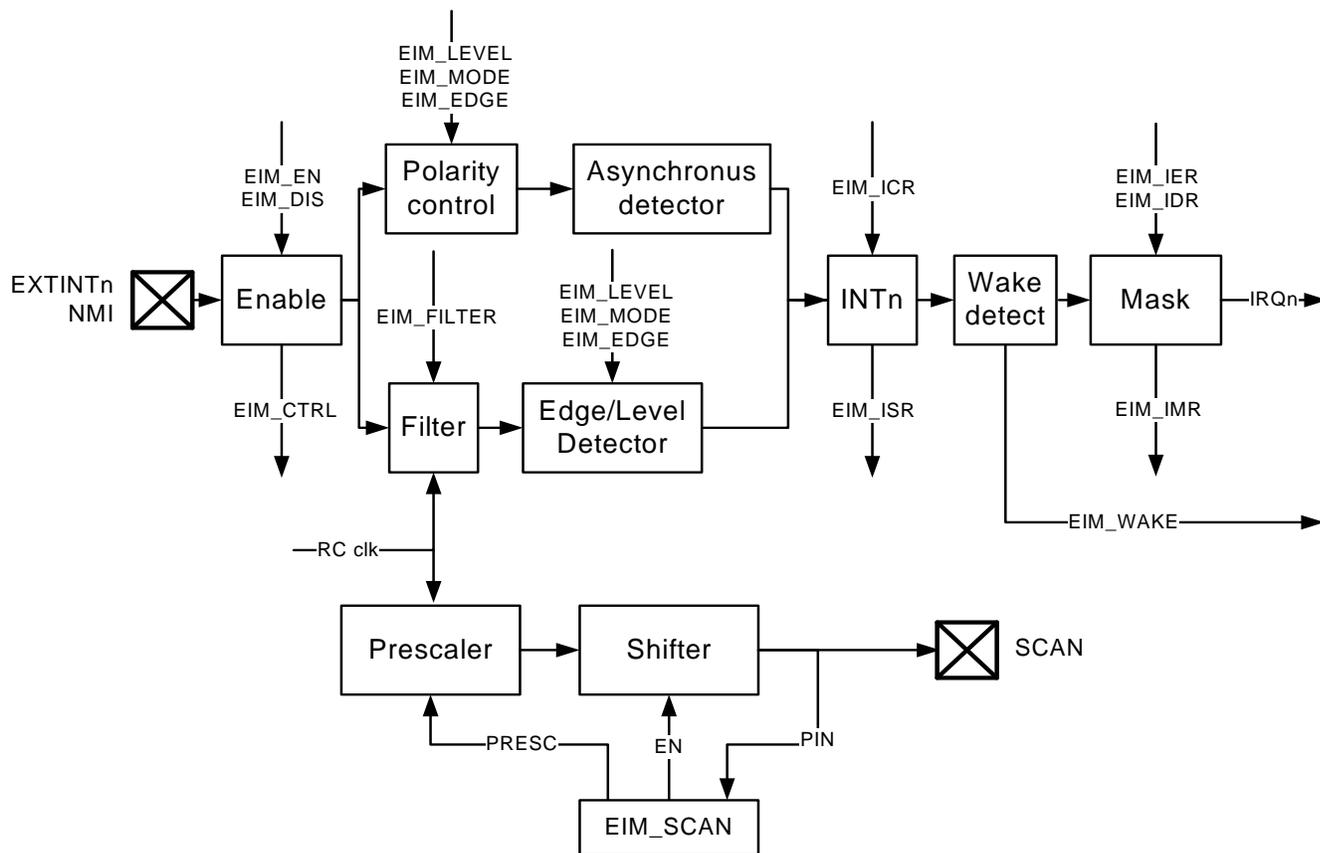 EIM_LEVEL
EIM_MODE
EIM_EDGE
EIM_EN
EIM_DIS
Polarity
control
Asynchronus
detector
EIM_ICR
EIM_IER
EIM_IDR
EXTINTn
NMI
Enable
EIM_FILTER
EIM_LEVEL
EIM_MODE
EIM_EDGE
INTn
Wake
detect
Mask
IRQn
EIM_CTRL
Filter
Edge/Level
Detector
EIM_ISR
EIM_IMR
EIM_WAKE
RC clk
Prescaler
Shifter
SCAN
PRESC
EN
PIN
EIM_SCAN